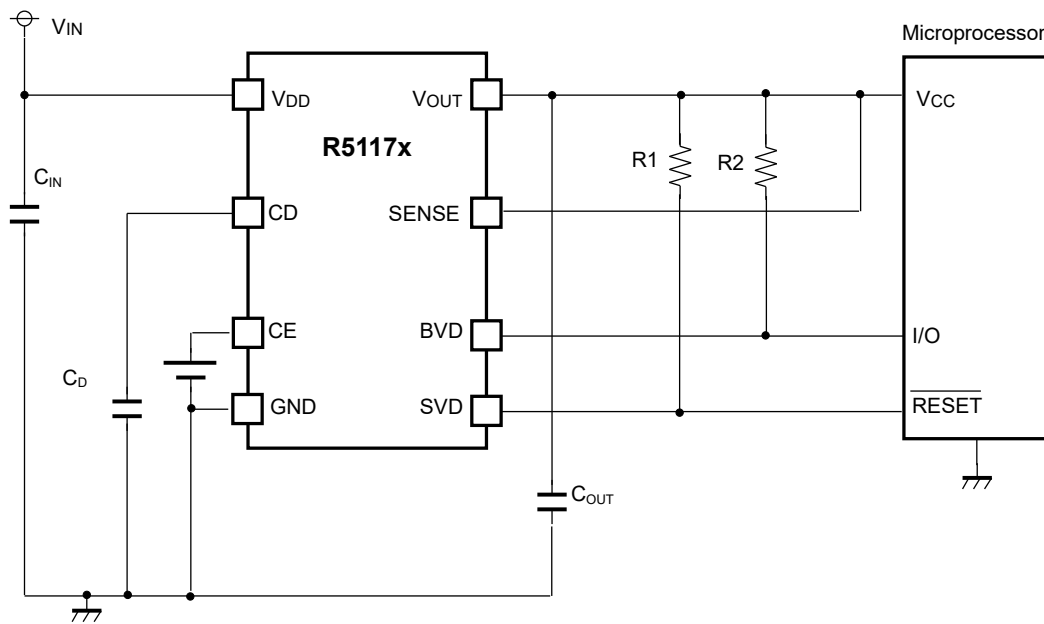 VIN
Microprocessor
VDD
VOUT
VCC
R5117x
R1
R2
CIN
CD
SENSE
CE
BVD
I/O
CD
GND
SVD
RESET
COUT